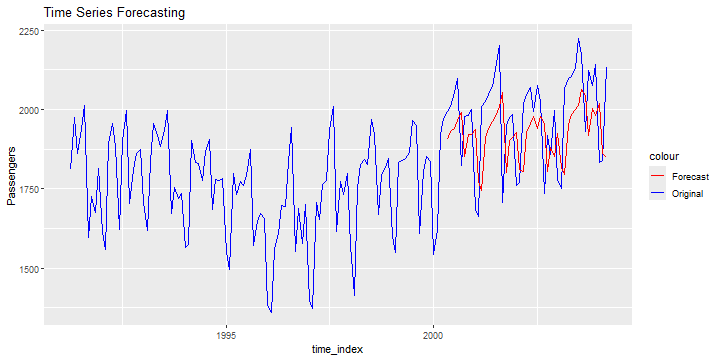 Time Series Forecasting
2250
2000
1750
1500
Passengers
1995
2000
time_index
colour
Forecast
Original